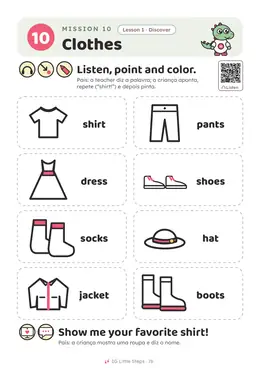 MISSION 10
Lesson 1 · Discover
10
Clothes
Listen, point and color.
Pais: a teacher diz a palavra; a criança aponta,
repete ("shirt!") e depois pinta.
Listen
shirt
pants
dress
shoes
socks
hat
jacket
boots
Show me your favorite shirt!
Pais: a criança mostra uma roupa e diz o nome.